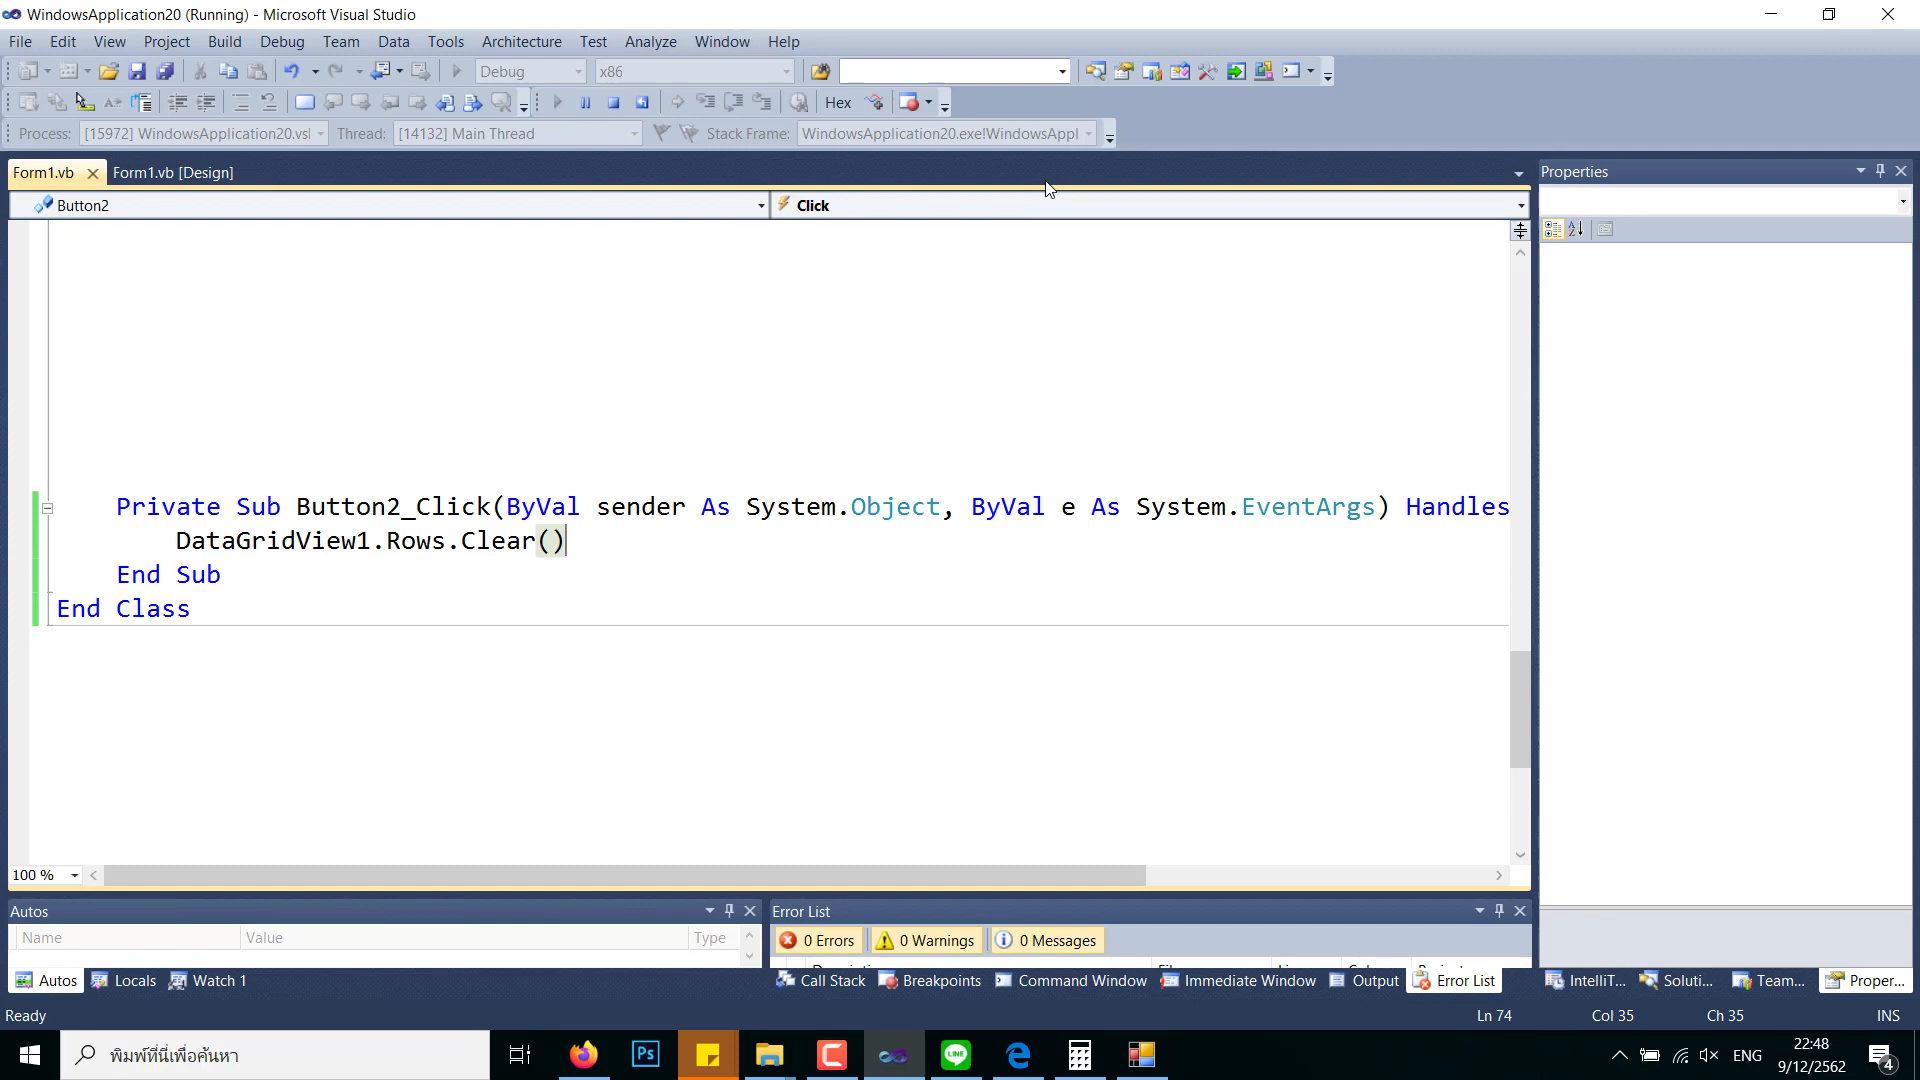 WindowsApplication20 (Running) - Microsoft Visual Studio
File Edit View Project Build Debug Team Data Tools Architecture Test Analyze Window Help
Debug x86
Hex
Process: [15972] WindowsApplication20.vsl Thread: [14132] Main Thread Stack Frame: WindowsApplication20.exe!WindowsAppl
Form1.vb Form1.vb [Design]
Properties
Button2 Click
Private Sub Button2_Click(ByVal sender As System.Object, ByVal e As System.EventArgs) Handles
DataGridView1.Rows.Clear()
End Sub
End Class
100 %
Autos
Error List
Name Value Type
0 Errors 0 Warnings 0 Messages
Autos Locals Watch 1
Call Stack Breakpoints Command Window Immediate Window Output Error List
IntelliT... Soluti... Team... Proper...
Ready Ln 74 Col 35 Ch 35 INS
พิมพ์ที่นี่เพื่อค้นหา
Ps
LINE
ENG
22:48
9/12/2562
4